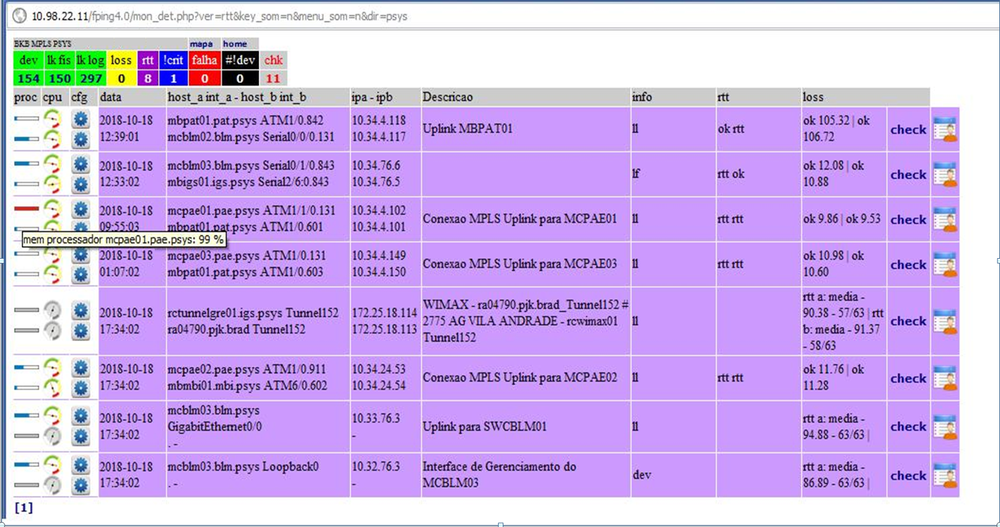 10.98.22.11/fping4.0/mon_det.php?ver=rtt&key_som=n&menu_som=n&dir=psys
BKB MPLS PSYS mapa home
dev lk fis lk log loss rtt !crit falha #!dev chk
154 150 297 0 8 1 0 0 11
proc cpu cfg data host_a int_a - host_b int_b ipa - ipb Descricao info rtt loss
2018-10-18 mbpat01.pat.psys ATM1/0.842 10.34.4.118 Uplink MBPAT01 ll ok rtt ok 105.32 | ok check
12:39:01 mcblm02.blm.psys Serial0/0/0.131 10.34.4.117 106.72
2018-10-18 mcblm03.blm.psys Serial0/1/0.843 10.34.76.6 lf rtt ok ok 12.08 | ok check
12:33:02 mbigs01.igs.psys Serial2/6:0.843 10.34.76.5 10.88
2018-10-18 mcpae01.pae.psys ATM1/1/0.131 10.34.4.102 Conexao MPLS Uplink para MCPAE01 ll rtt rtt ok 9.86 | ok 9.53 check
09:55:03 mbpat01.pat.psys ATM1/0.601 10.34.4.101
mem processador mcpae01.pae.psys: 99 %
2018-10-18 mcpae03.pae.psys ATM1/0.131 10.34.4.149 Conexao MPLS Uplink para MCPAE03 ll rtt rtt ok 10.98 | ok check
01:07:02 mbpat01.pat.psys ATM1/0.603 10.34.4.150 10.60
2018-10-18 rctunnelgre01.igs.psys Tunnel152 172.25.18.114 WIMAX - ra04790.pjk.brad_Tunnel152 # ll rtt a: media - check
17:34:02 ra04790.pjk.brad Tunnel152 172.25.18.113 2775 AG VILA ANDRADE - rcwimax01 90.38 - 57/63 | rtt
Tunnel152 b: media - 91.37
- 58/63
2018-10-18 mcpae02.pae.psys ATM1/0.911 10.34.24.53 Conexao MPLS Uplink para MCPAE02 ll rtt rtt ok 11.76 | ok check
17:34:02 mbmbi01.mbi.psys ATM6/0.602 10.34.24.54 11.28
2018-10-18 mcblm03.blm.psys 10.33.76.3 Uplink para SWCBLM01 ll rtt a: media - check
17:34:02 GigabitEthernet0/0 - 94.88 - 63/63 |
. -
2018-10-18 mcblm03.blm.psys Loopback0 10.32.76.3 Interface de Gerenciamento do dev rtt a: media - check
17:34:02 . - - MCBLM03 86.89 - 63/63 |
[1]